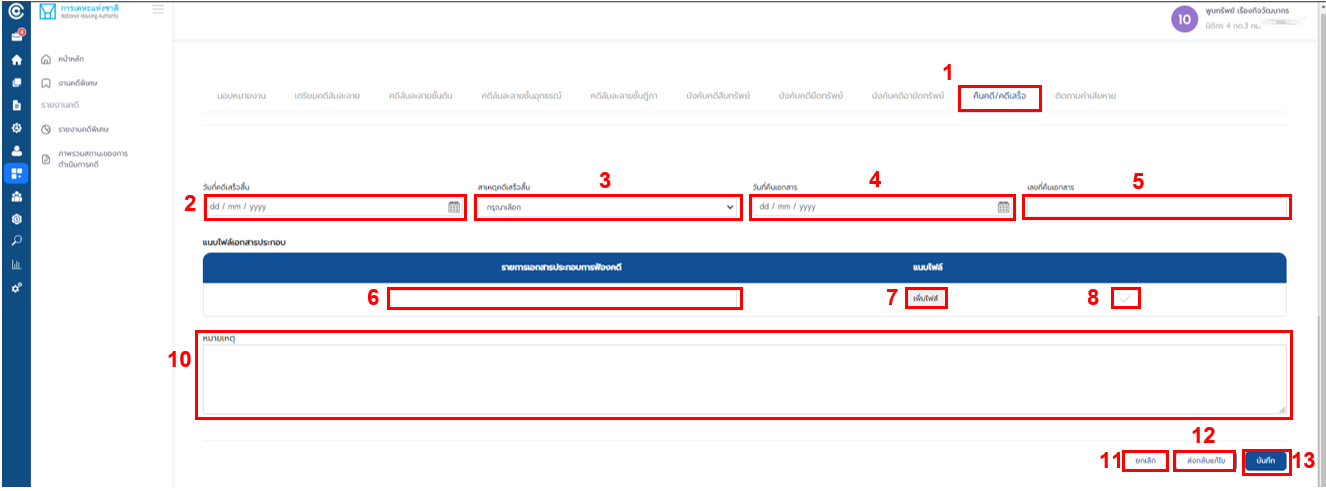 การเคหะแห่งชาติ
National Housing Authority
4
10
พูนทรัพย์ เรืองกิจวัฒนากร
นิติกร 4 กด.3 กม.
หน้าหลัก
งานคดีพิเศษ
รายงานคดี
รายงานคดีพิเศษ
ภาพรวมสถานะของการ
ดำเนินการคดี
1
มอบหมายงาน เตรียมคดีล้มละลาย คดีล้มละลายชั้นต้น คดีล้มละลายชั้นอุทธรณ์ คดีล้มละลายชั้นฎีกา บังคับคดีสืบทรัพย์ บังคับคดียึดทรัพย์ บังคับคดีอายัดทรัพย์ คืนคดี/คดีเสร็จ ติดตามค่าเสียหาย
3 4 5
วันที่คดีเสร็จสิ้น สาเหตุคดีเสร็จสิ้น วันที่คืนเอกสาร เลขที่คืนเอกสาร
2 dd / mm / yyyy กรุณาเลือก dd / mm / yyyy
แนบไฟล์เอกสารประกอบ
รายการเอกสารประกอบการฟ้องคดี แนบไฟล์
6 7 เพิ่มไฟล์ 8
หมายเหตุ
10
12
11 ยกเลิก ส่งกลับแก้ไข บันทึก 13